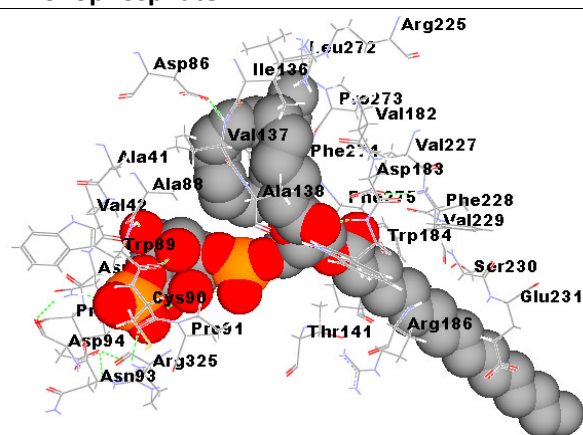 Arg225
Leu272
Asp86
Ile136
Pro273
Val182
Val137
Val227
Ala41
Asp183
Ala88
Ala138
Phe275
Phe228
Val42
Val229
Trp89
Trp184
Ser230
Cys90
Glu231
Pro91
Thr141
Arg186
Asp94
Arg325
Asn93